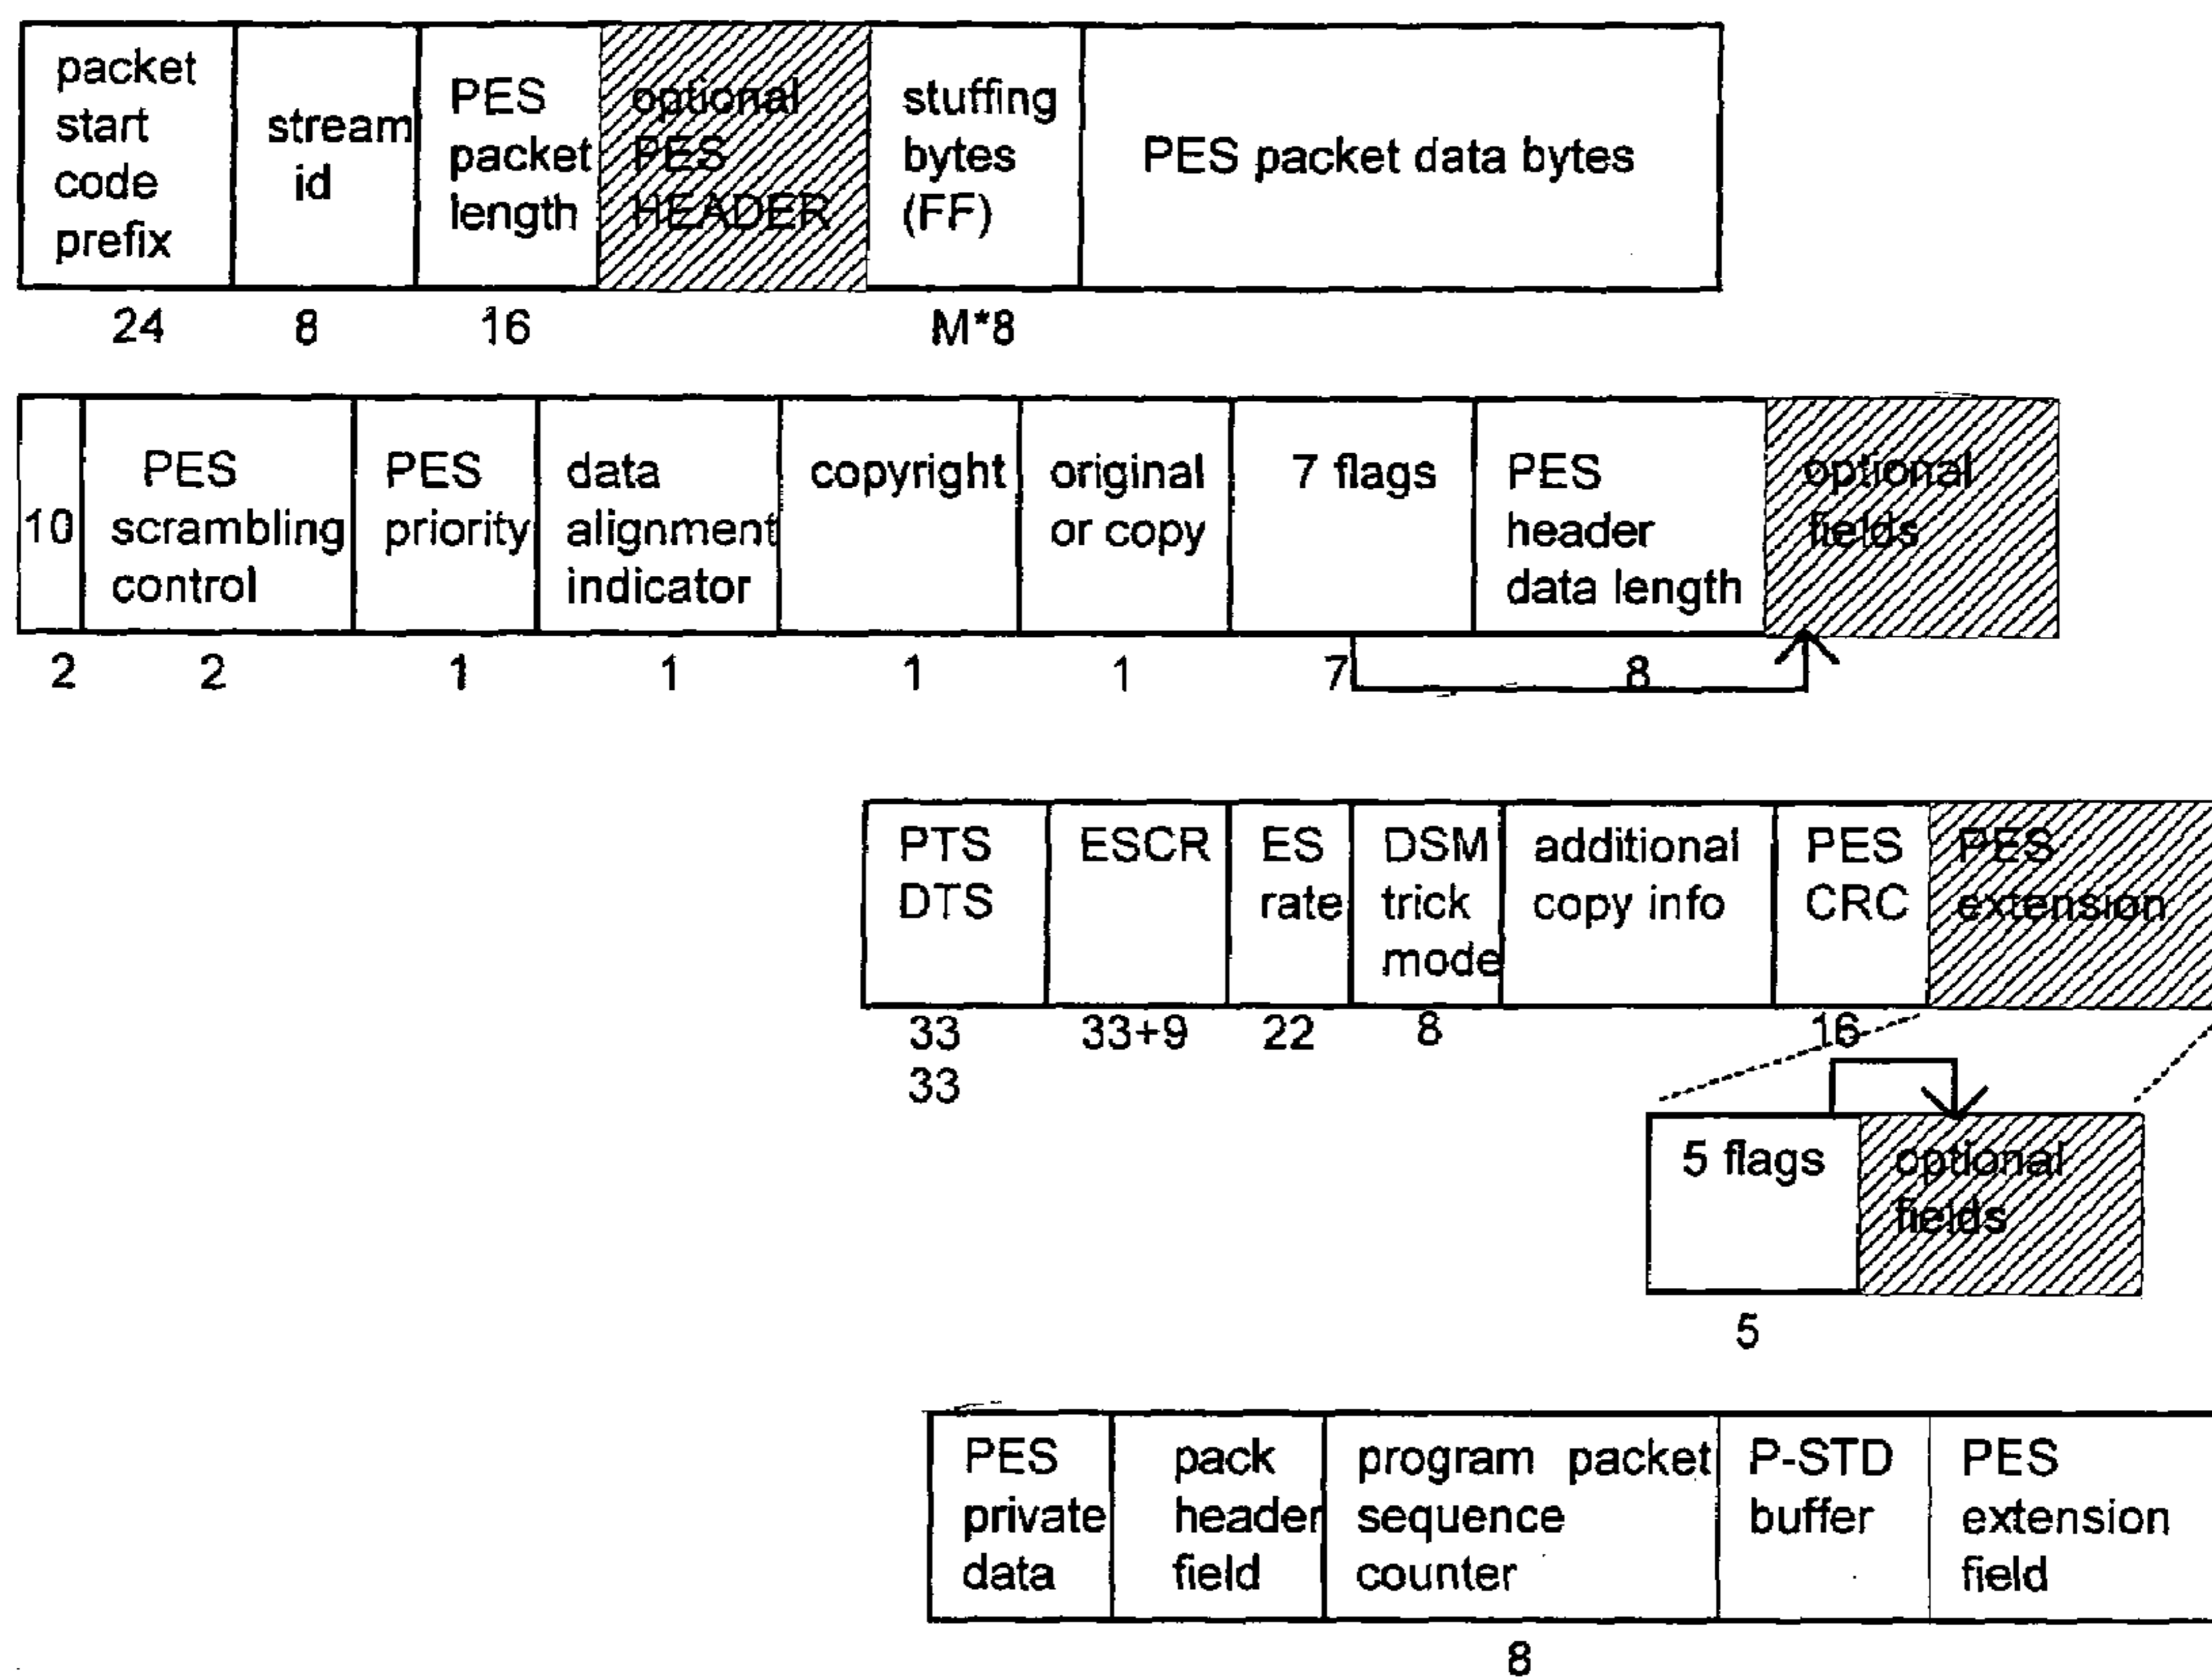 packet
start
code
prefix
stream
id
PES
packet
length
optional
PES
HEADER
stuffing
bytes
(FF)
PES packet data bytes
24 8 16 M*8
10
PES
scrambling
control
PES
priority
data
alignment
indicator
copyright
original
or copy
7 flags
PES
header
data length
optional
fields
2 2 1 1 1 1 7 8
PTS
DTS
ESCR
ES
rate
DSM
trick
mode
additional
copy info
PES
CRC
PES
extension
33 33+9 22 8 16
33
5 flags
optional
fields
5
PES
private
data
pack
header
field
program packet
sequence
counter
P-STD
buffer
PES
extension
field
8